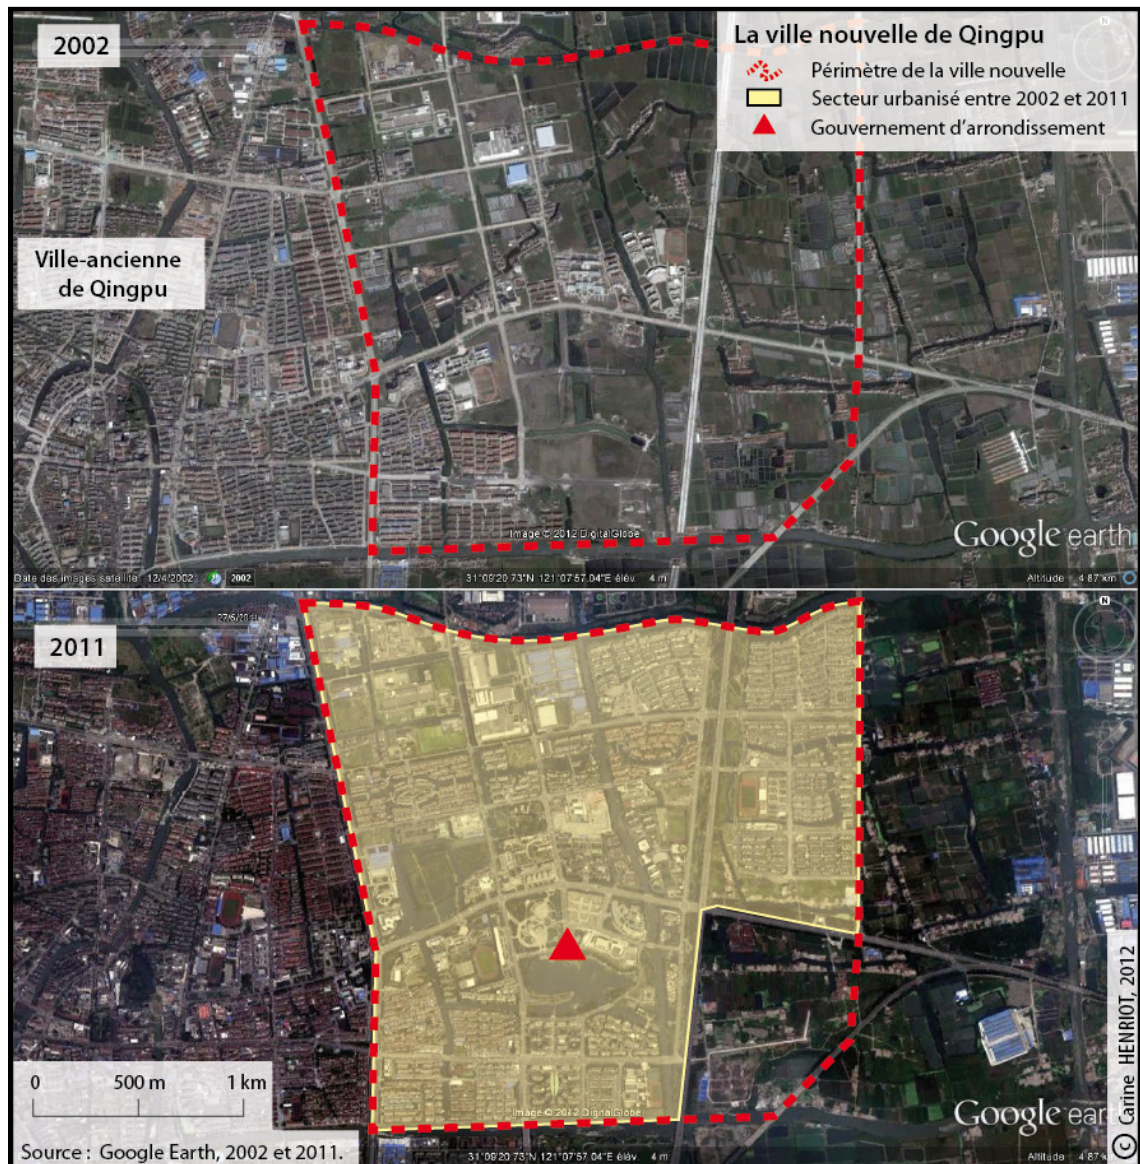 2002
La ville nouvelle de Qingpu
Périmètre de la ville nouvelle
Secteur urbanisé entre 2002 et 2011
Gouvernement d'arrondissement
N
Ville-ancienne
de Qingpu
Image © 2012 DigitalGlobe
Google earth
Date des images satellite : 12/4/2002
2002
31°09'20.73"N 121°07'57.04"E élév. 4 m
Altitude 4.87 km
2011
N
0 500 m 1 km
Image © 2012 DigitalGlobe
Google earth
Source : Google Earth, 2002 et 2011.
31°09'20.73"N 121°07'57.04"E élév. 4 m
Altitude 4.87 km
© Carine HENRIOT, 2012